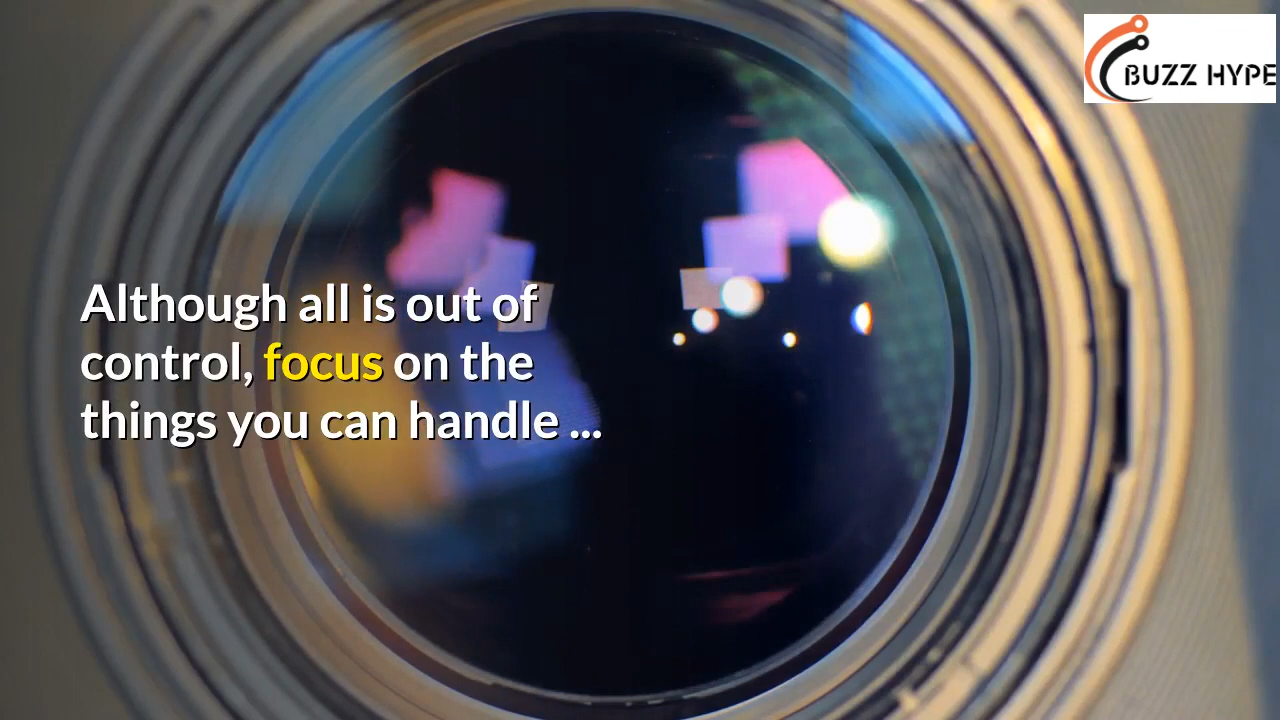 BUZZ HYPE
Although all is out of
control, focus on the
things you can handle ...